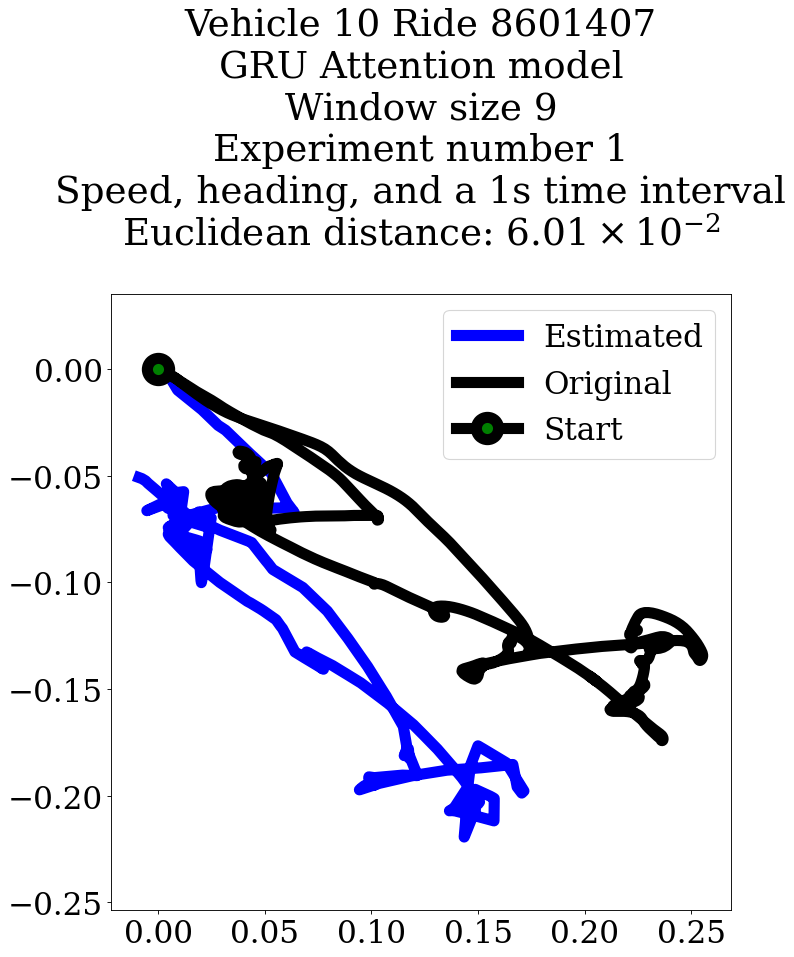 Vehicle 10 Ride 8601407
GRU Attention model
Window size 9
Experiment number 1
Speed, heading, and a 1s time interval
Euclidean distance: 6.01 × 10⁻²
Estimated
Original
Start
0.00
−0.05
−0.10
−0.15
−0.20
−0.25
0.00 0.05 0.10 0.15 0.20 0.25